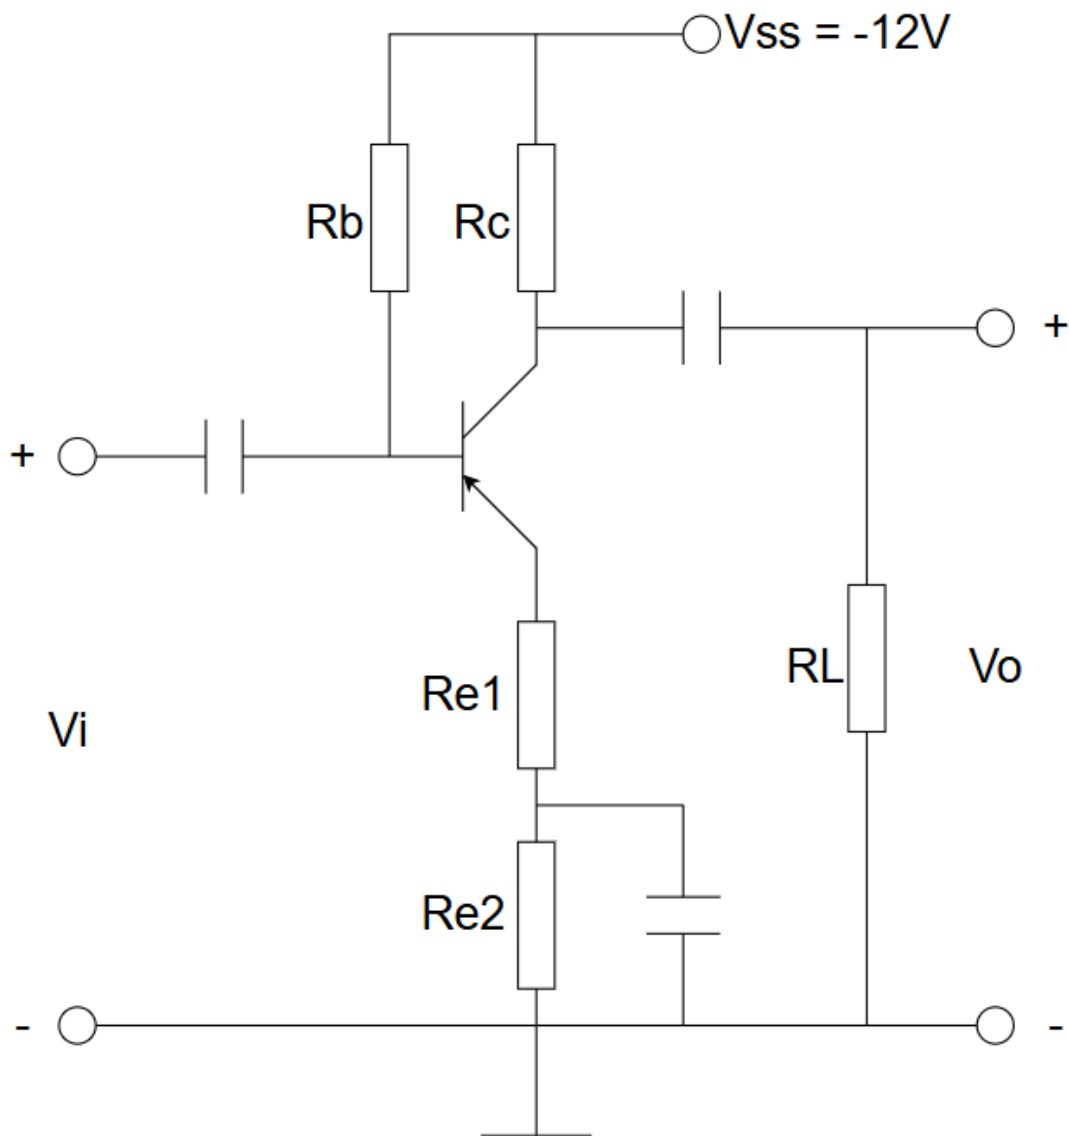 Vss = -12V
Rb
Rc
+
+
Re1
RL
Vo
Vi
Re2
-
-